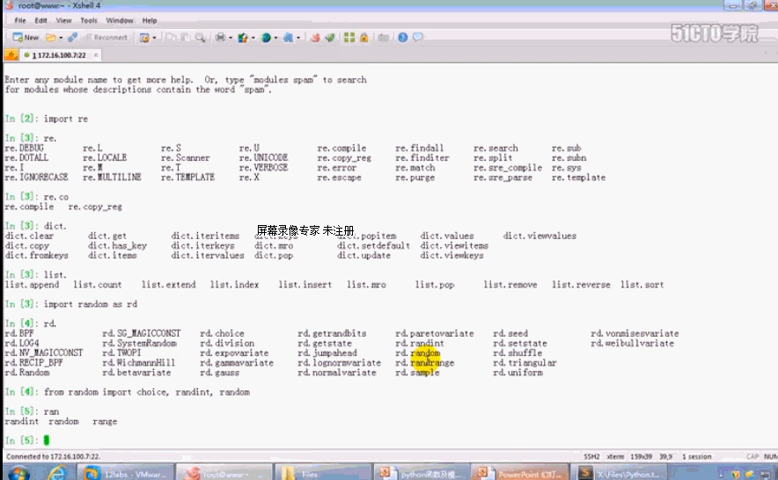 root@www:~ - Xshell 4
File Edit View Tools Window Help
New Reconnect
51CTO学院
1 172.16.100.7:22
Enter any module name to get more help. Or, type "modules spam" to search
for modules whose descriptions contain the word "spam".
In [2]: import re
In [3]: re.
re.DEBUG re.L re.S re.U re.compile re.findall re.search re.sub
re.DOTALL re.LOCALE re.Scanner re.UNICODE re.copy_reg re.finditer re.split re.subn
re.I re.M re.T re.VERBOSE re.error re.match re.sre_compile re.sys
re.IGNORECASE re.MULTILINE re.TEMPLATE re.X re.escape re.purge re.sre_parse re.template
In [3]: re.co
re.compile re.copy_reg
In [3]: dict.
屏幕录像专家 未注册
dict.clear dict.get dict.iteritems dict.popitem dict.values dict.viewvalues
dict.copy dict.has_key dict.iterkeys dict.mro dict.setdefault dict.viewitems
dict.fromkeys dict.items dict.itervalues dict.pop dict.update dict.viewkeys
In [3]: list.
list.append list.count list.extend list.index list.insert list.mro list.pop list.remove list.reverse list.sort
In [3]: import random as rd
In [4]: rd.
rd.BPF rd.SG_MAGICCONST rd.choice rd.getrandbits rd.paretovariate rd.seed rd.vonmisesvariate
rd.LOG4 rd.SystemRandom rd.division rd.getstate rd.randint rd.setstate rd.weibullvariate
rd.NV_MAGICCONST rd.TWOPI rd.expovariate rd.jumpahead rd.random rd.shuffle
rd.RECIP_BPF rd.WichmannHill rd.gammavariate rd.lognormvariate rd.randrange rd.triangular
rd.Random rd.betavariate rd.gauss rd.normalvariate rd.sample rd.uniform
In [4]: from random import choice, randint, random
In [5]: ran
randint random range
In [5]:
Connected to 172.16.100.7:22. SSH2 xterm 159x39 39,9 1 session CAP NUM
12labs - VMwar... root@www:~ Files PowerPoint X:\Files\Python.t...